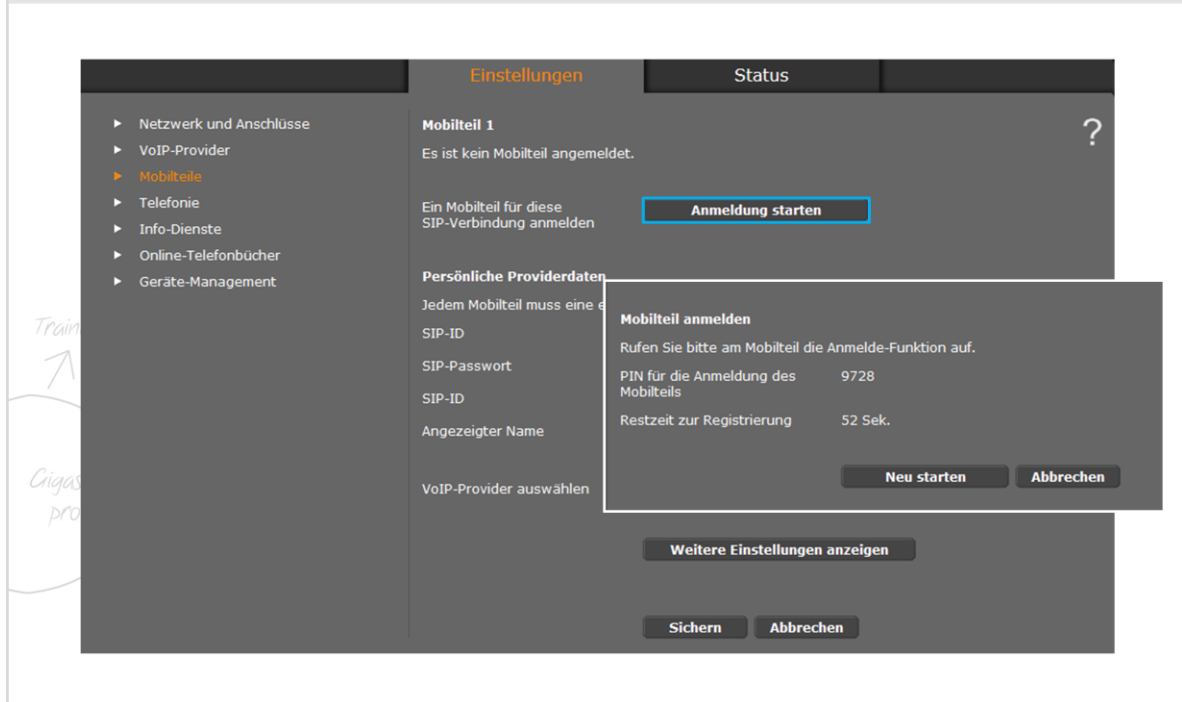 Einstellungen
Status
Netzwerk und Anschlüsse
VoIP-Provider
Mobilteile
Telefonie
Info-Dienste
Online-Telefonbücher
Geräte-Management
?
Mobilteil 1
Es ist kein Mobilteil angemeldet.
Ein Mobilteil für diese
SIP-Verbindung anmelden
Anmeldung starten
Persönliche Providerdaten
Jedem Mobilteil muss eine
SIP-ID
SIP-Passwort
SIP-ID
Angezeigter Name
VoIP-Provider auswählen
Mobilteil anmelden
Rufen Sie bitte am Mobilteil die Anmelde-Funktion auf.
PIN für die Anmeldung des
Mobilteils
9728
Restzeit zur Registrierung
52 Sek.
Neu starten
Abbrechen
Weitere Einstellungen anzeigen
Sichern
Abbrechen